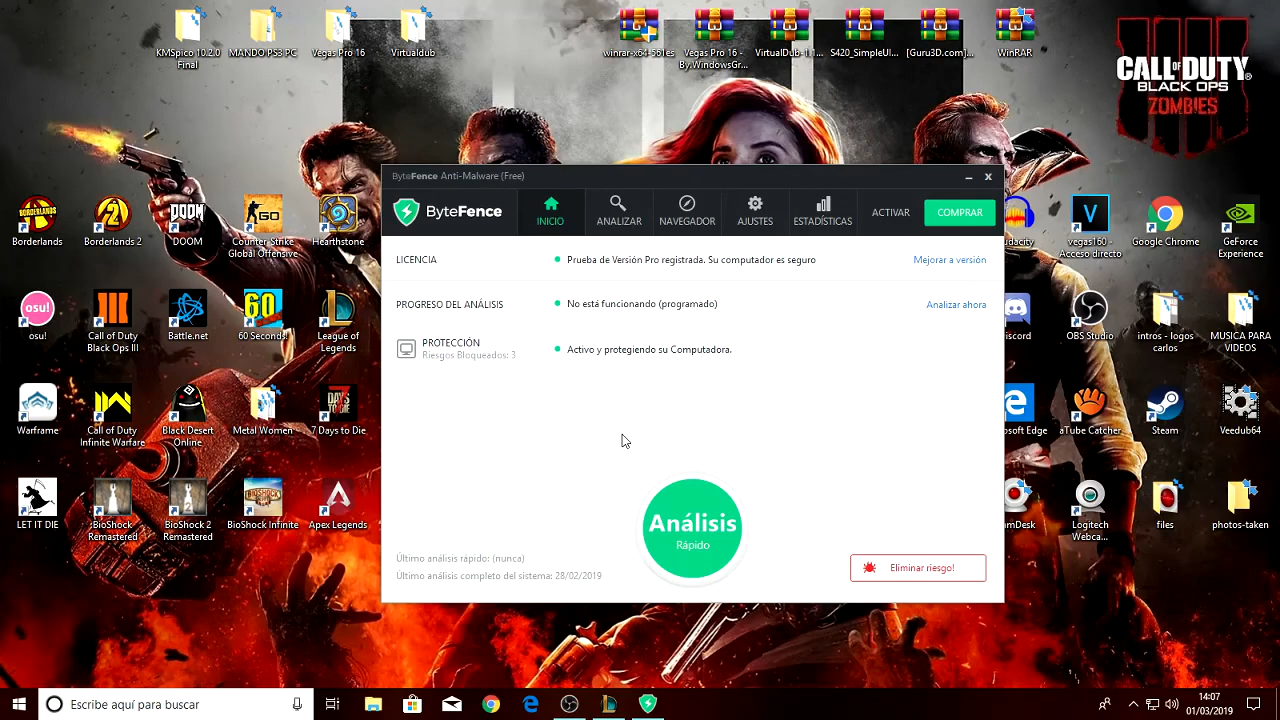 KMSpico 10.2.0
Final
MANDO PS3 PC
Vegas Pro 16
Virtualdub
winrar-x64-561es
Vegas Pro 16 -
By.WindowsGr...
VirtualDub-1.1...
S420_SimpleUI...
[Guru3D.com]...
WinRAR
CALL OF DUTY
BLACK OPS
ZOMBIES
ByteFence Anti-Malware (Free)
ByteFence
INICIO
ANALIZAR
NAVEGADOR
AJUSTES
ESTADÍSTICAS
ACTIVAR
COMPRAR
LICENCIA
Prueba de Versión Pro registrada. Su computador es seguro
Mejorar a versión
PROGRESO DEL ANÁLISIS
No está funcionando (programado)
Analizar ahora
PROTECCIÓN
Riesgos Bloqueados: 3
Activo y protegiendo su Computadora.
Análisis
Rápido
Último análisis rápido: (nunca)
Último análisis completo del sistema: 28/02/2019
Eliminar riesgo!
Borderlands
Borderlands 2
DOOM
Counter-Strike
Global Offensive
Hearthstone
udacity
vegas160 -
Acceso directo
Google Chrome
GeForce
Experience
osu!
Call of Duty
Black Ops III
Battle.net
60 Seconds!
League of
Legends
iscord
OBS Studio
intros - logos
carlos
MUSICA PARA
VIDEOS
Warframe
Call of Duty
Infinite Warfare
Black Desert
Online
Metal Women
7 Days to Die
osoft Edge
aTube Catcher
Steam
Veedub64
LET IT DIE
BioShock
Remastered
BioShock 2
Remastered
BioShock Infinite
Apex Legends
amDesk
Logitech
Webca...
files
photos-taken
Escribe aquí para buscar
14:07
01/03/2019